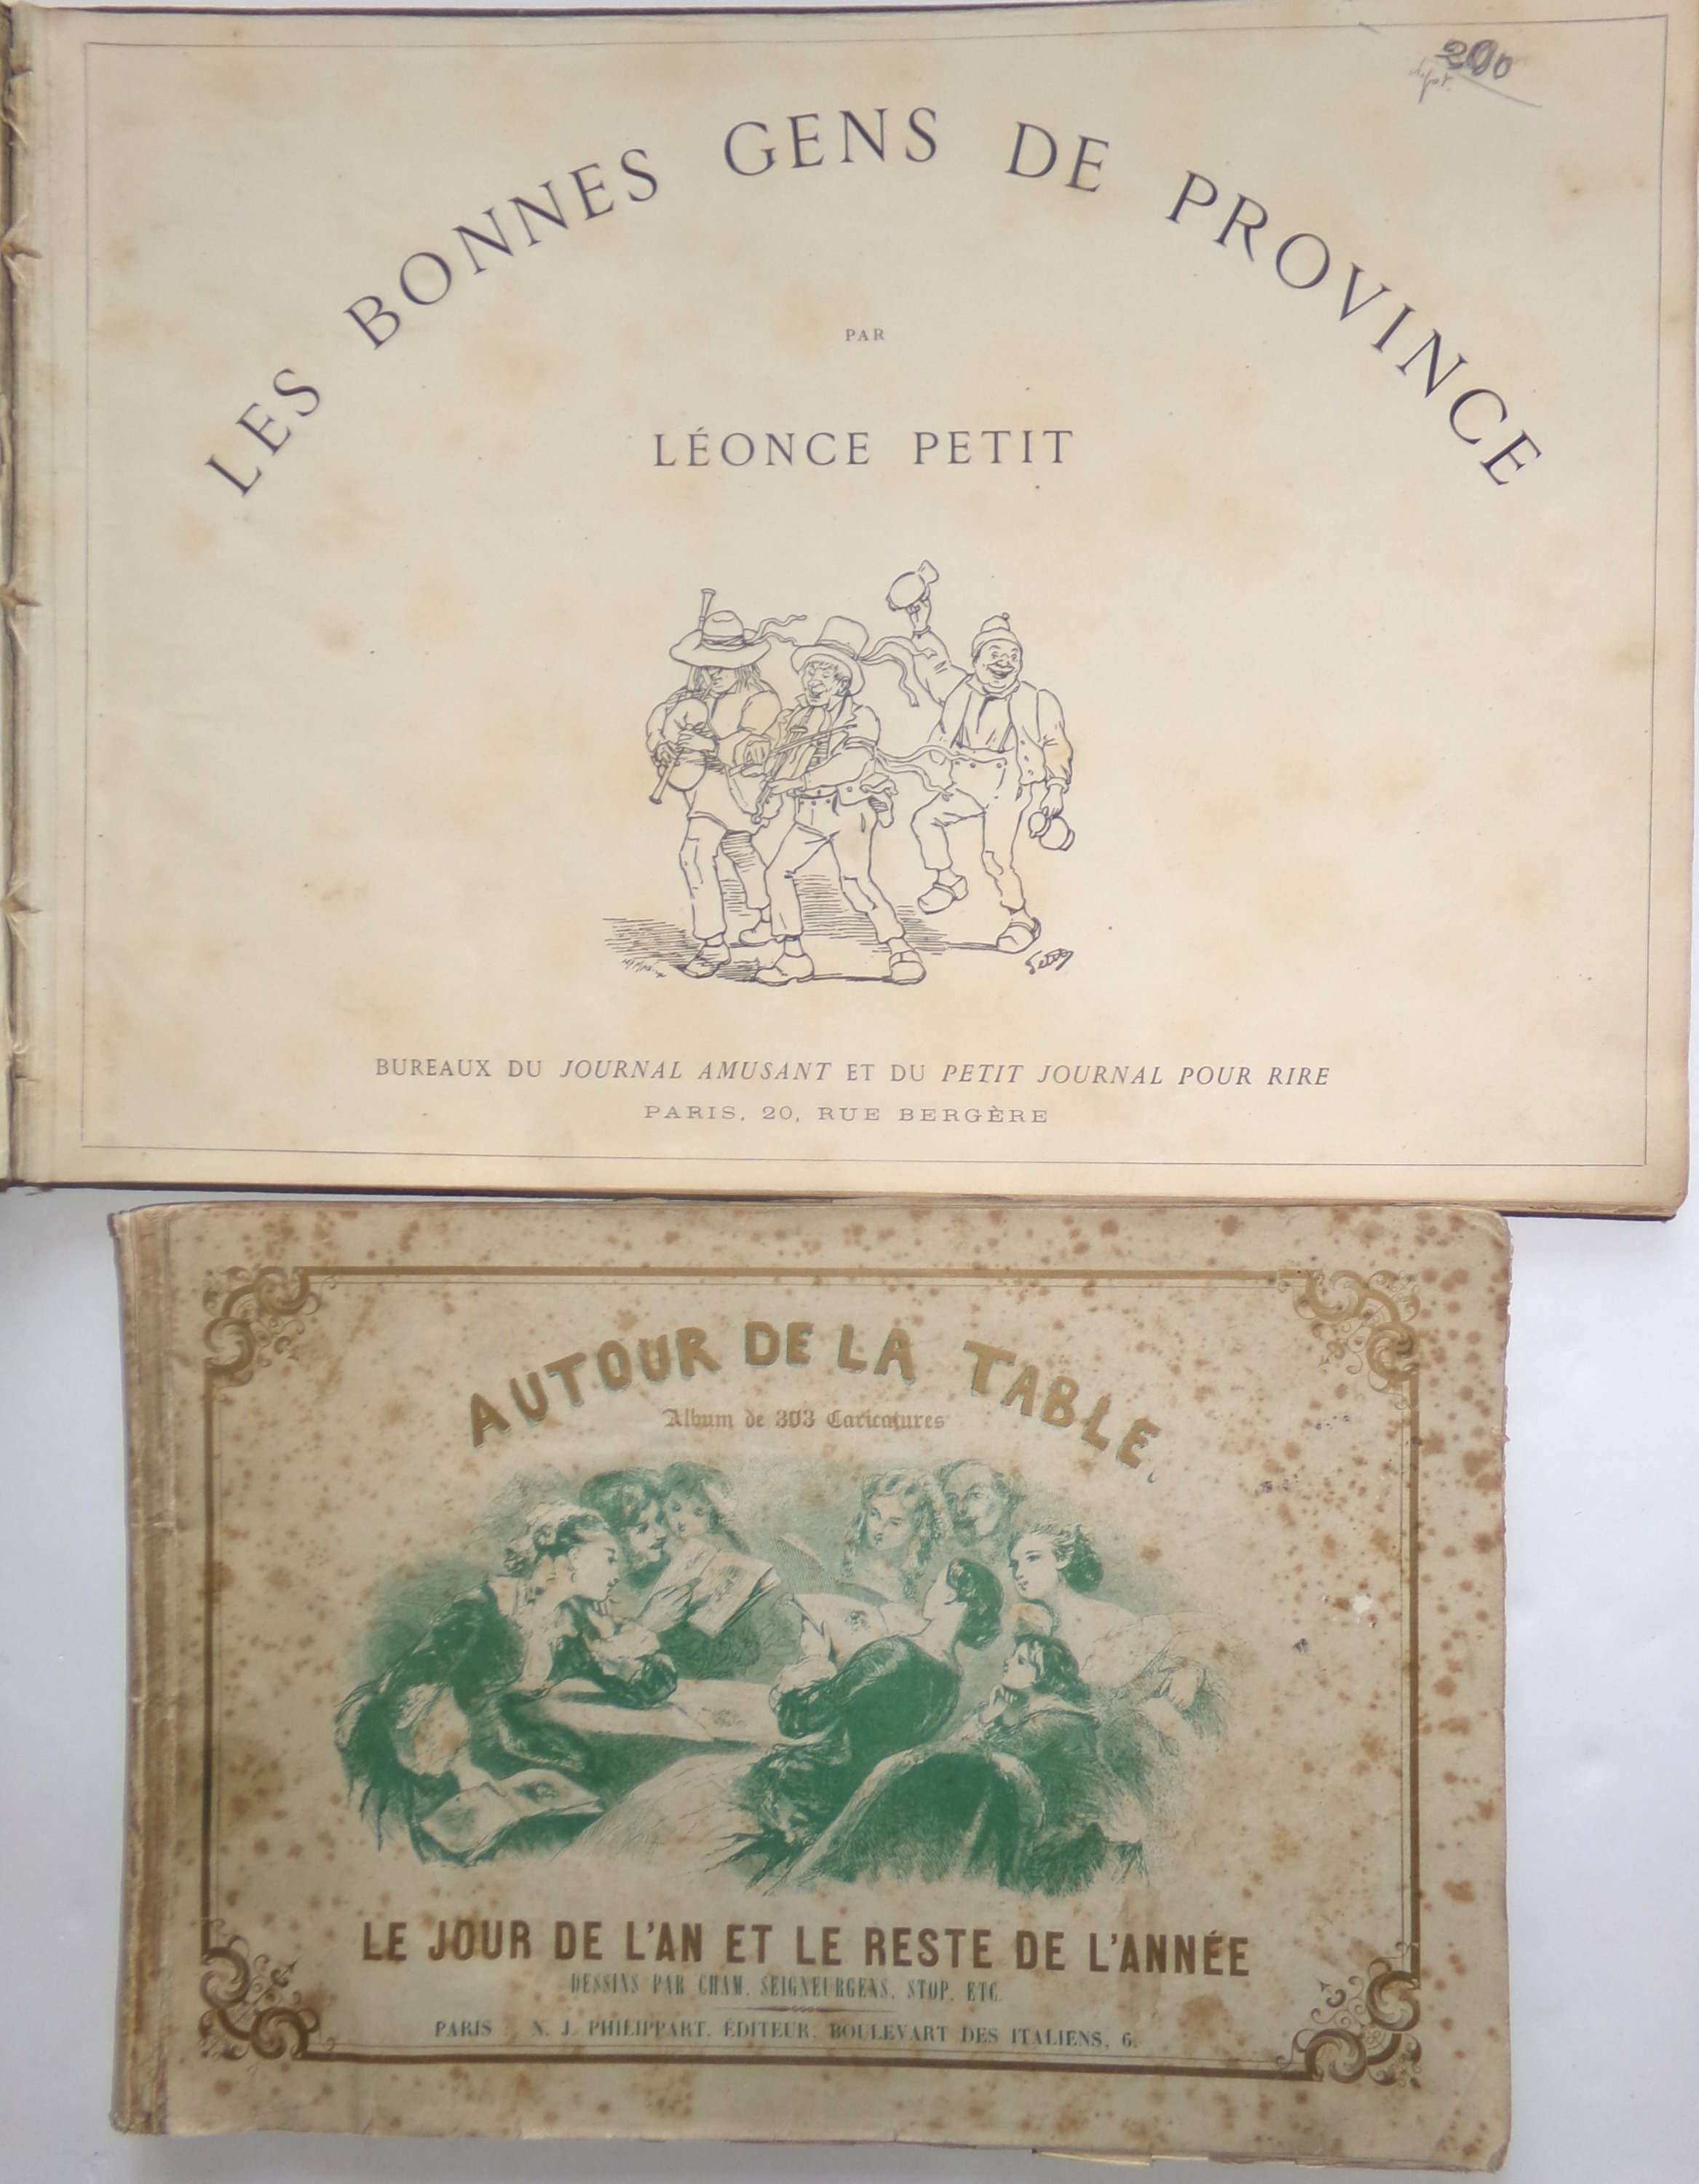 200
LES BONNES GENS DE PROVINCE
PAR
LÉONCE PETIT
BUREAUX DU JOURNAL AMUSANT ET DU PETIT JOURNAL POUR RIRE
PARIS, 20, RUE BERGÈRE
AUTOUR DE LA TABLE
Album de 303 Caricatures
LE JOUR DE L'AN ET LE RESTE DE L'ANNÉE
DESSINS PAR CHAM, SEIGNEURGENS, STOP, ETC.
PARIS N. J. PHILIPPART, ÉDITEUR, BOULEVART DES ITALIENS, 6.